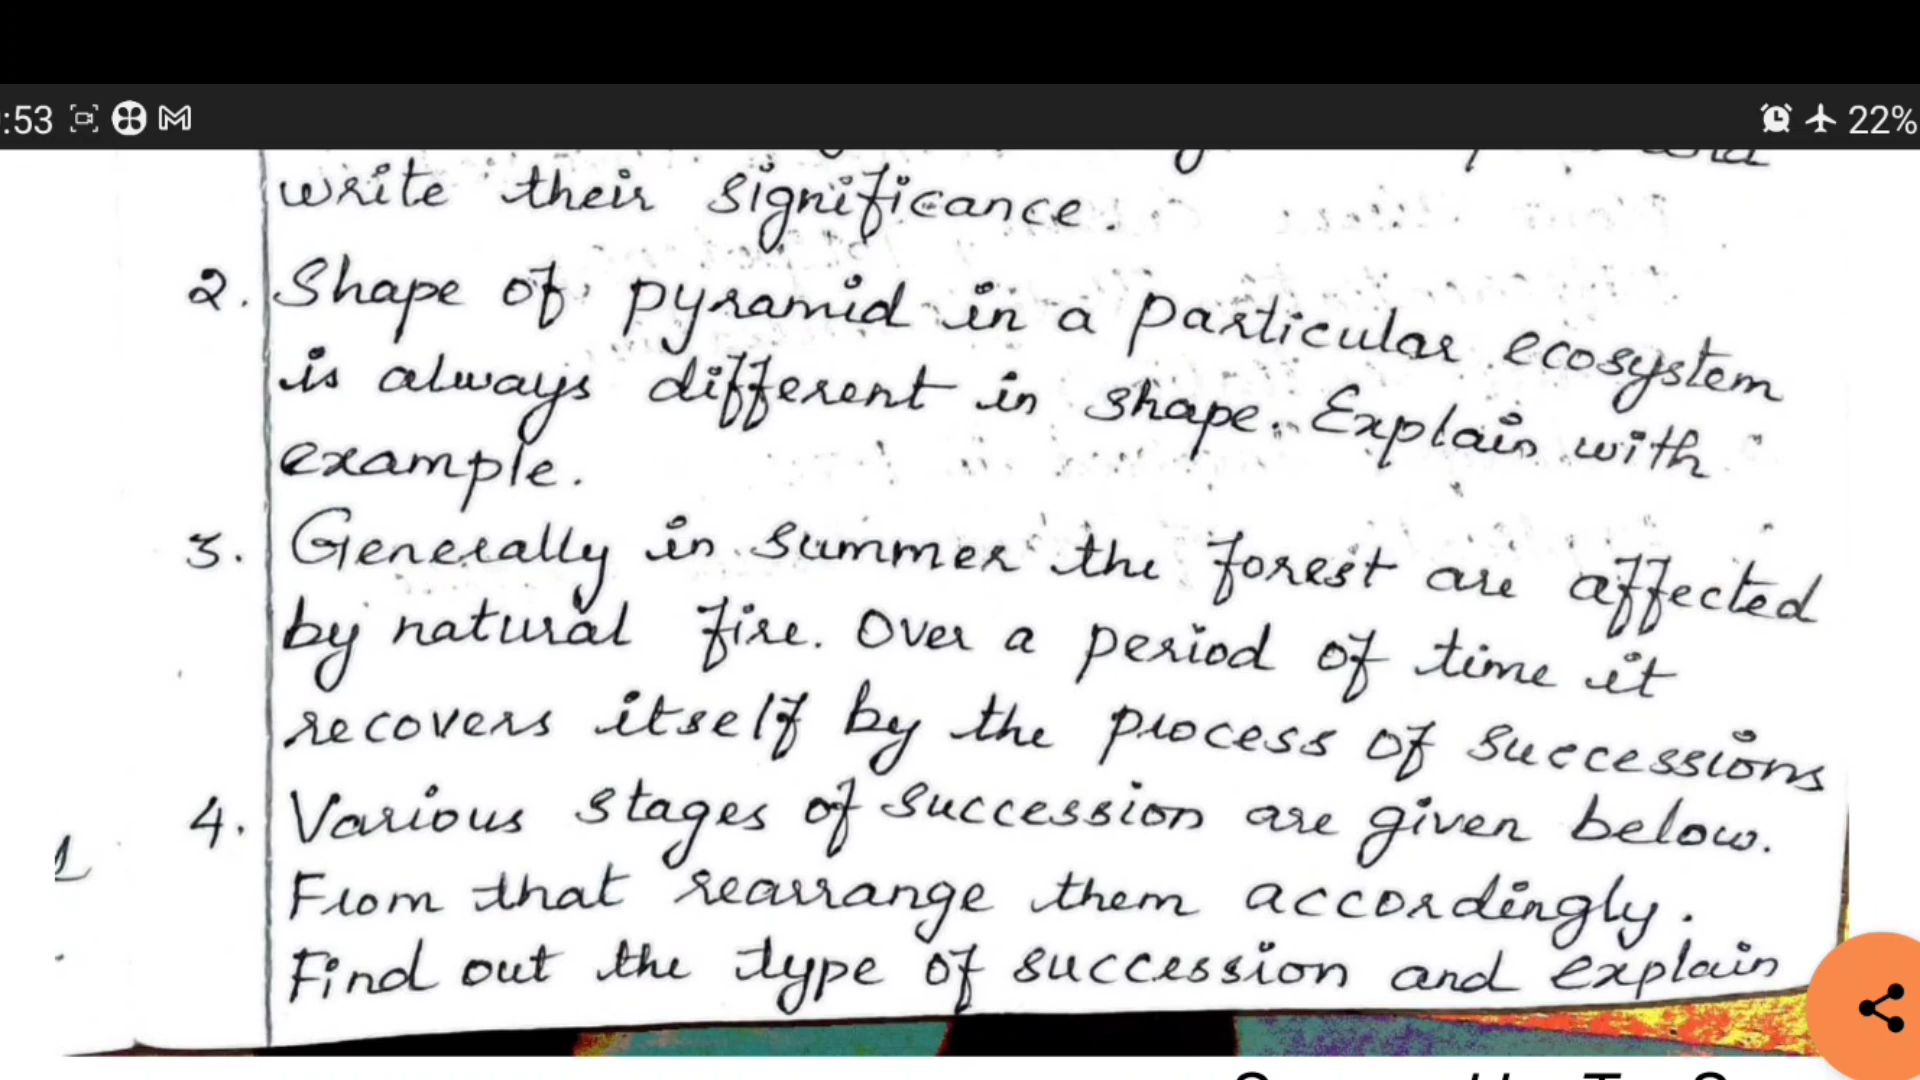 :53 22%
write their significance.
2. Shape of pyramid in a particular ecosystem
is always different in shape. Explain with
example.
3. Generally in summer the forest are affected
by natural fire. Over a period of time it
recovers itself by the process of successions
4. Various stages of succession are given below.
From that rearrange them accordingly.
Find out the type of succession and explain